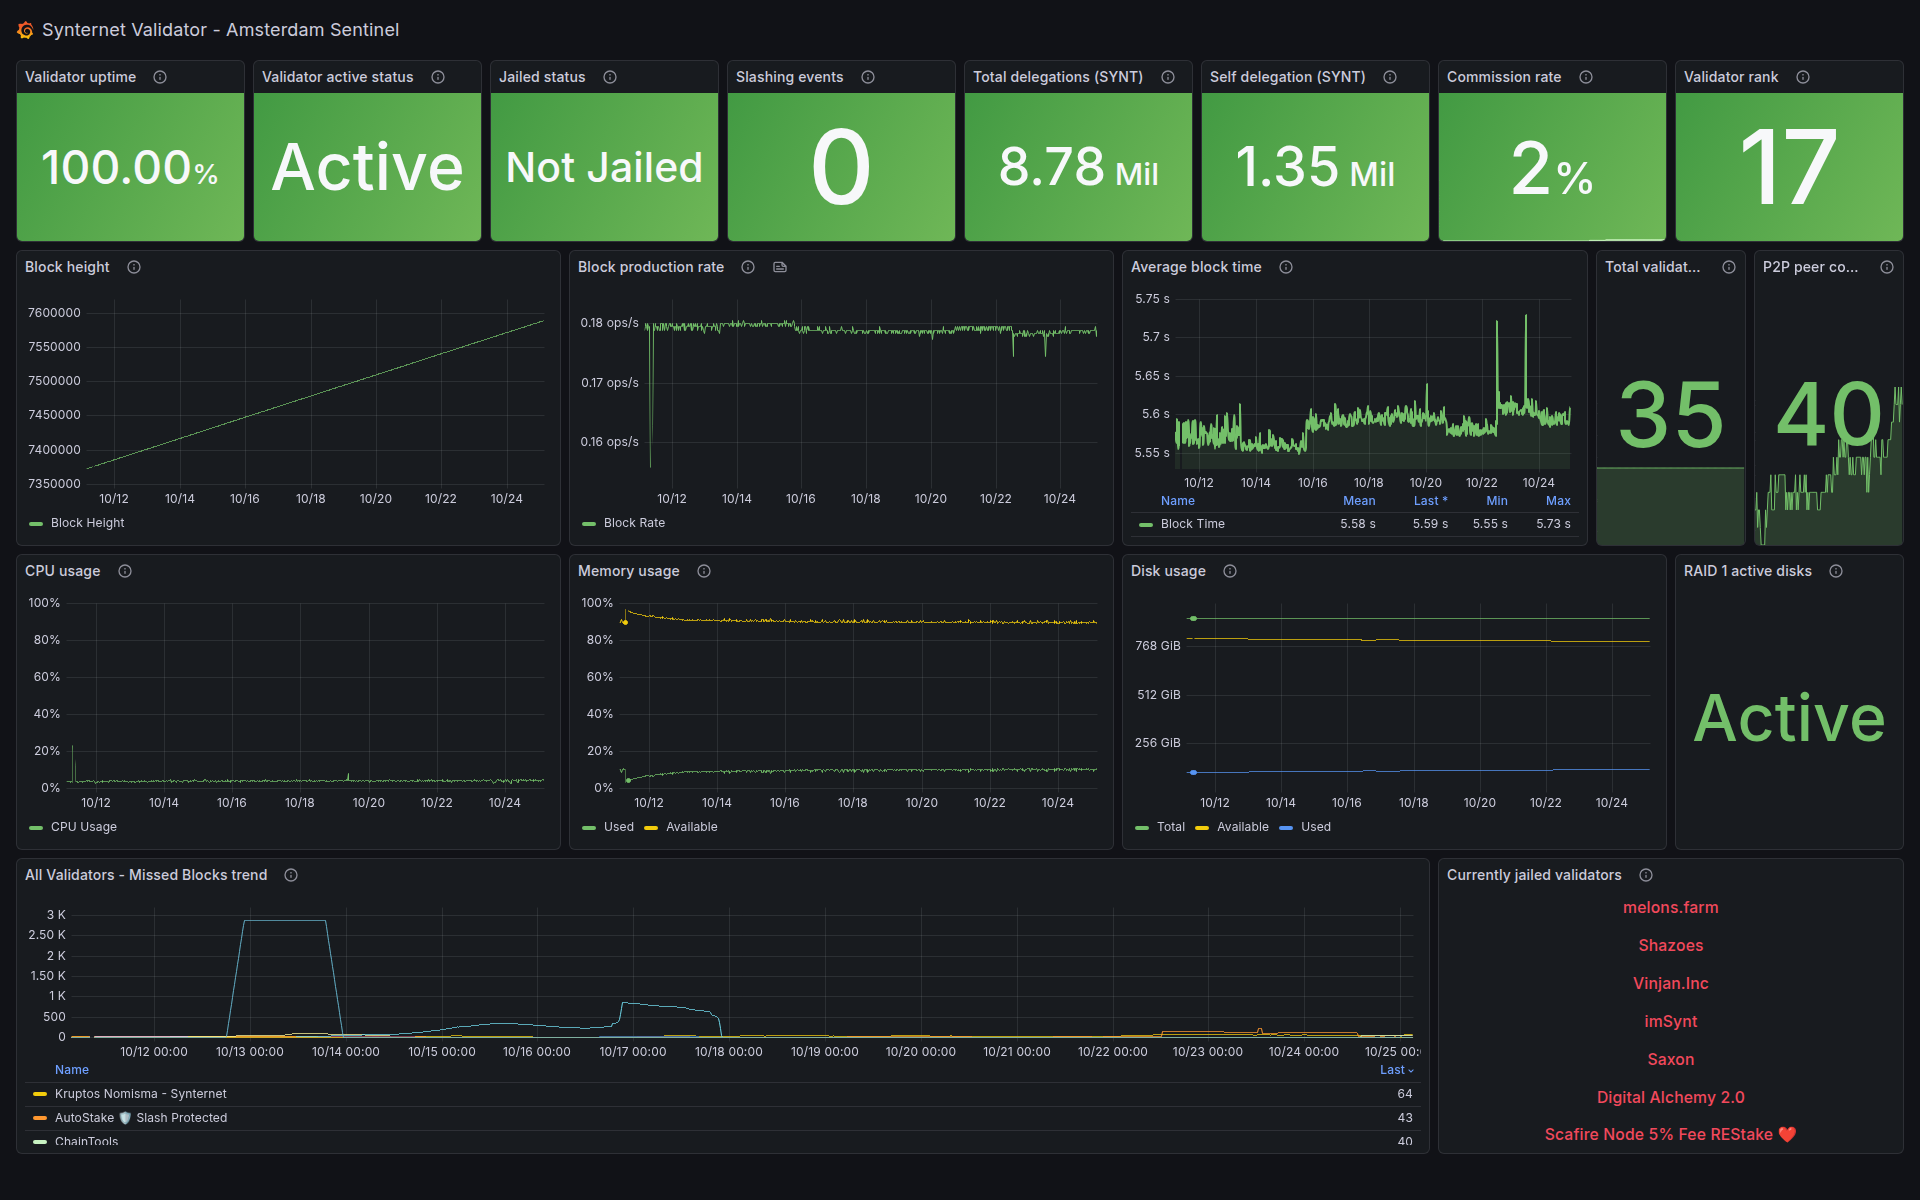 Synternet Validator - Amsterdam Sentinel
Validator uptime
Validator active status
Jailed status
Slashing events
Total delegations (SYNT)
Self delegation (SYNT)
Commission rate
Validator rank
100.00%
Active
Not Jailed
0
8.78 Mil
1.35 Mil
2%
17
Block height
7600000
7550000
7500000
7450000
7400000
7350000
10/12 10/14 10/16 10/18 10/20 10/22 10/24
Block Height
Block production rate
0.18 ops/s
0.17 ops/s
0.16 ops/s
10/12 10/14 10/16 10/18 10/20 10/22 10/24
Block Rate
Average block time
5.75 s
5.7 s
5.65 s
5.6 s
5.55 s
10/12 10/14 10/16 10/18 10/20 10/22 10/24
Name Mean Last * Min Max
Block Time 5.58 s 5.59 s 5.55 s 5.73 s
Total validat...
35
P2P peer co...
40
CPU usage
100%
80%
60%
40%
20%
0%
10/12 10/14 10/16 10/18 10/20 10/22 10/24
CPU Usage
Memory usage
100%
80%
60%
40%
20%
0%
10/12 10/14 10/16 10/18 10/20 10/22 10/24
Used Available
Disk usage
768 GiB
512 GiB
256 GiB
10/12 10/14 10/16 10/18 10/20 10/22 10/24
Total Available Used
RAID 1 active disks
Active
All Validators - Missed Blocks trend
3 K
2.50 K
2 K
1.50 K
1 K
500
0
10/12 00:00 10/13 00:00 10/14 00:00 10/15 00:00 10/16 00:00 10/17 00:00 10/18 00:00 10/19 00:00 10/20 00:00 10/21 00:00 10/22 00:00 10/23 00:00 10/24 00:00 10/25 00:
Name Last
Kruptos Nomisma - Synternet 64
AutoStake 🛡️ Slash Protected 43
ChainTools 40
Currently jailed validators
melons.farm
Shazoes
Vinjan.Inc
imSynt
Saxon
Digital Alchemy 2.0
Scafire Node 5% Fee REStake ❤️